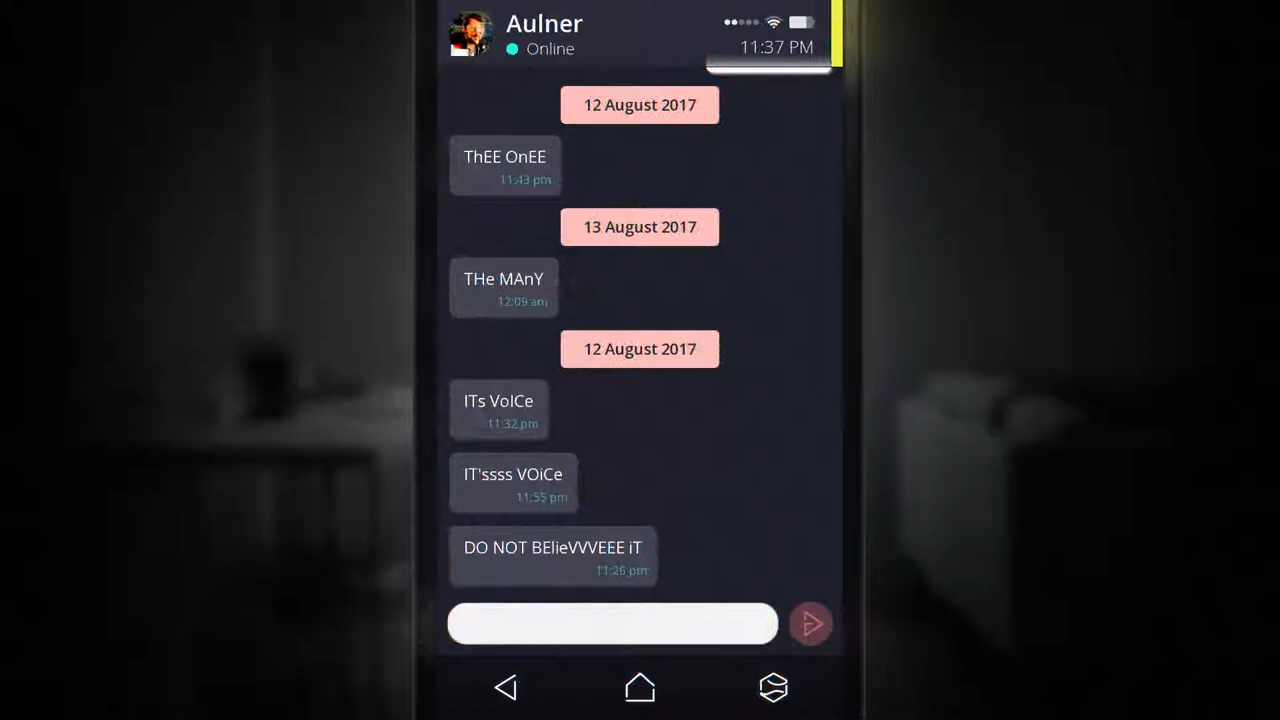 Aulner
Online
11:37 PM
12 August 2017
ThEE OnEE
11:43 pm
13 August 2017
THe MAnY
12:09 am
12 August 2017
ITs VoICe
11:32 pm
IT'ssss VOiCe
11:55 pm
DO NOT BElieVVVEEE iT
11:26 pm